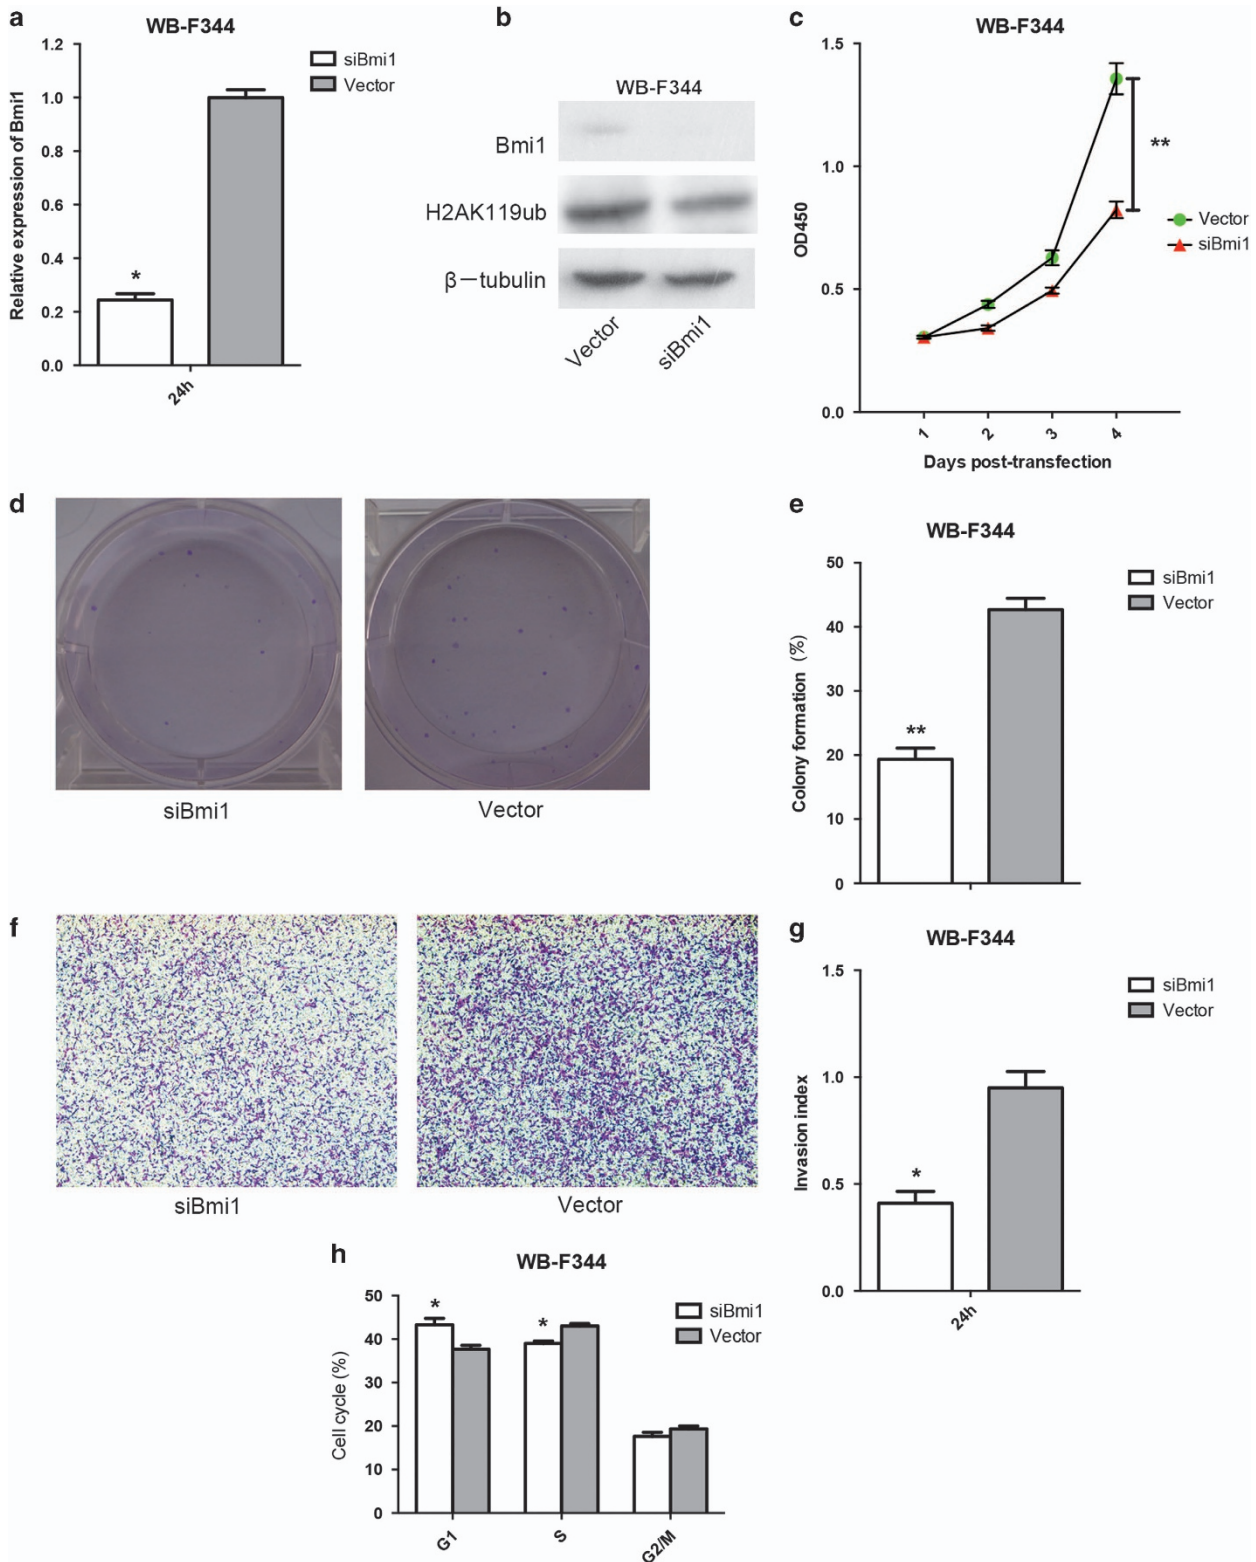 a
WB-F344
Relative expression of Bmi1
1.2
1.0
0.8
0.6
0.4
0.2
0.0
*
24h
siBmi1
Vector
b
WB-F344
Bmi1
H2AK119ub
β－tubulin
Vector
siBmi1
c
WB-F344
OD450
1.5
1.0
0.5
0.0
**
Vector
siBmi1
1
2
3
4
Days post-transfection
d
siBmi1
Vector
e
WB-F344
Colony formation (%)
50
40
30
20
10
0
**
siBmi1
Vector
f
siBmi1
Vector
g
WB-F344
Invasion index
1.5
1.0
0.5
0.0
*
24h
siBmi1
Vector
h
WB-F344
Cell cycle (%)
50
40
30
20
10
0
*
*
G1
S
G2/M
siBmi1
Vector